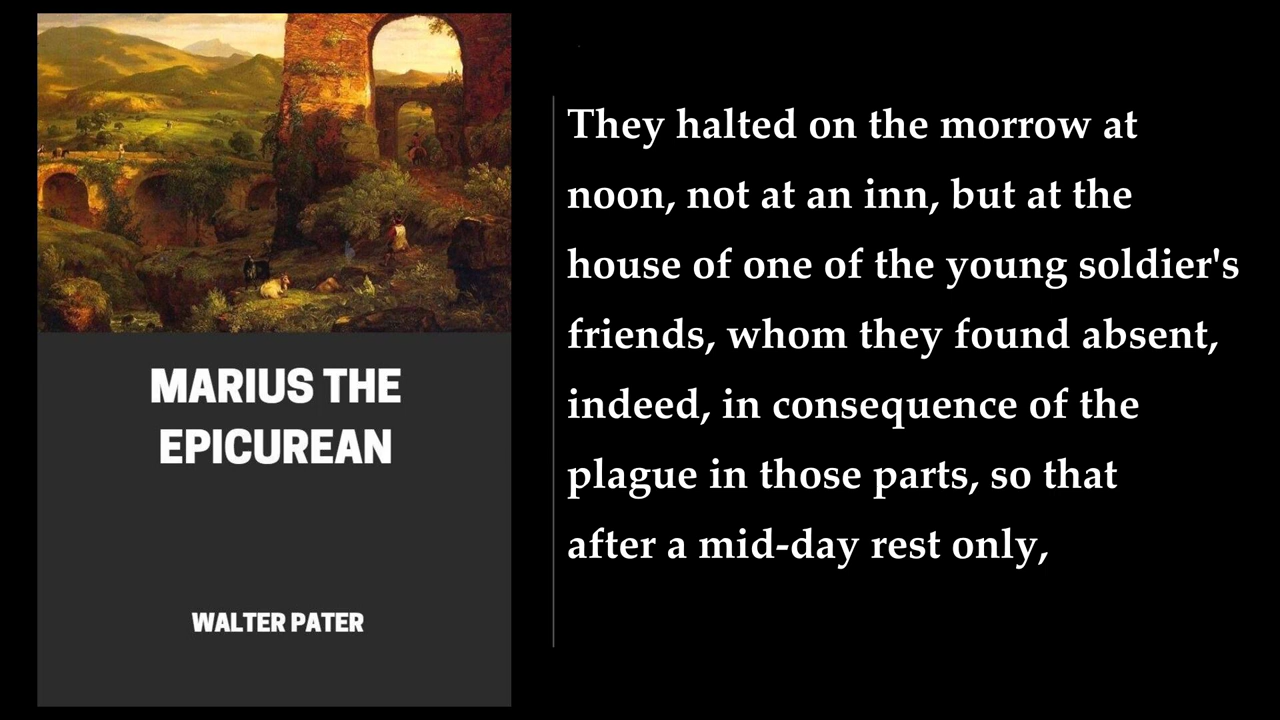 MARIUS THE
EPICUREAN
WALTER PATER
They halted on the morrow at
noon, not at an inn, but at the
house of one of the young soldier's
friends, whom they found absent,
indeed, in consequence of the
plague in those parts, so that
after a mid-day rest only,